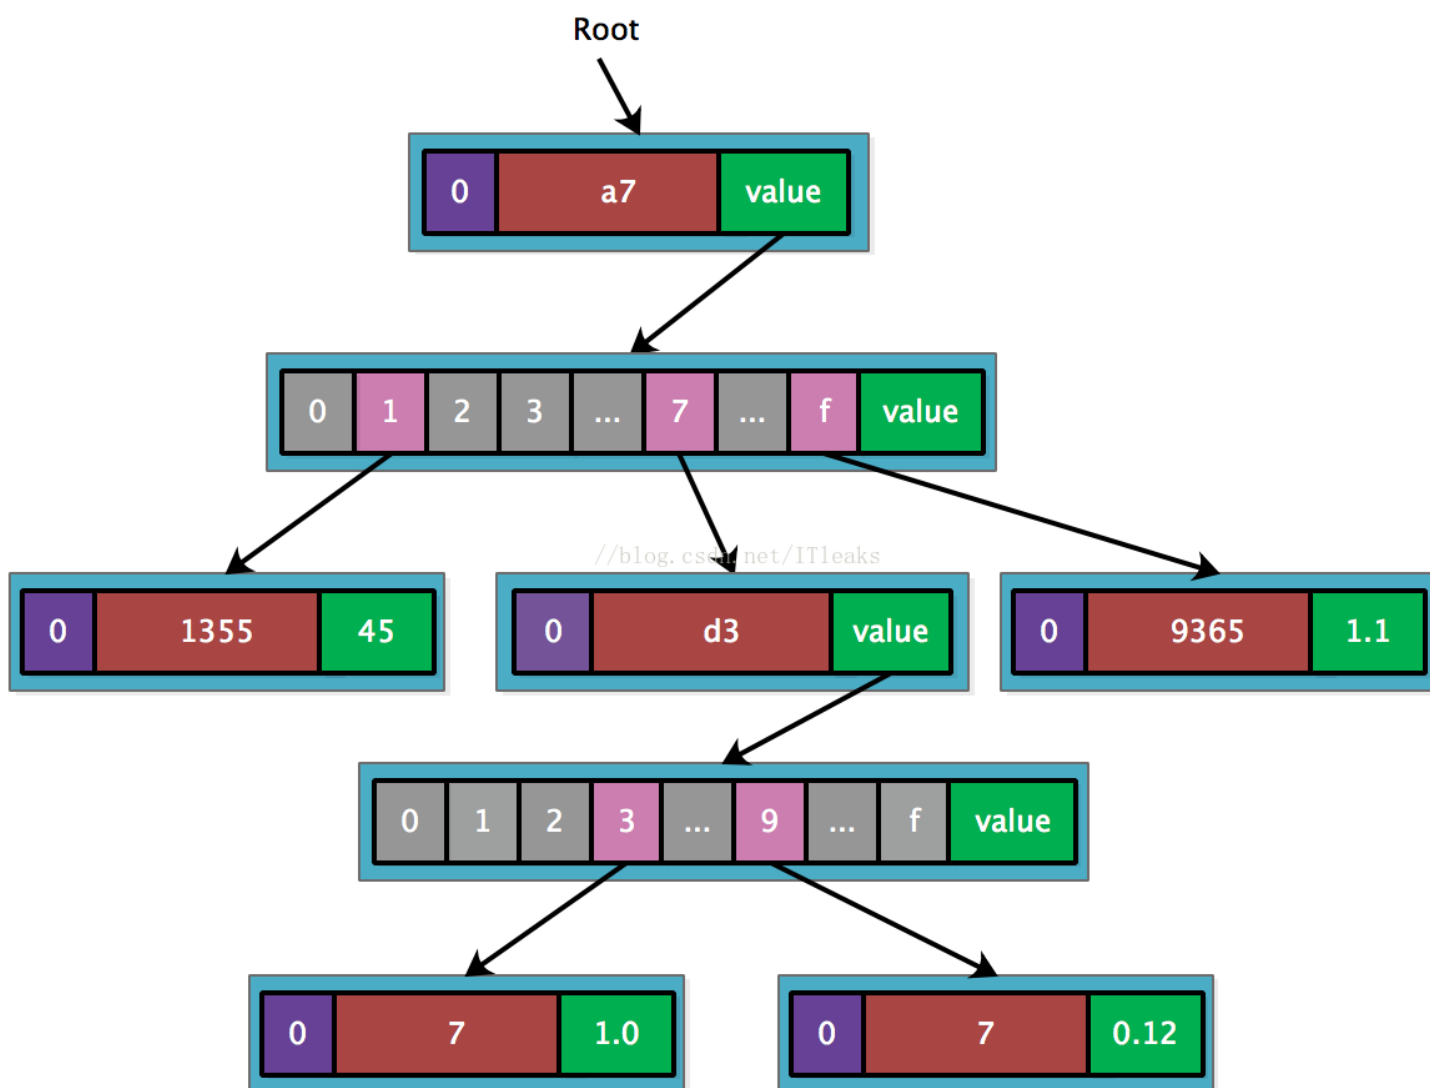 Root
0 a7 value
0 1 2 3 ... 7 ... f value
//blog.csdn.net/ITleaks
0 1355 45
0 d3 value
0 9365 1.1
0 1 2 3 ... 9 ... f value
0 7 1.0
0 7 0.12